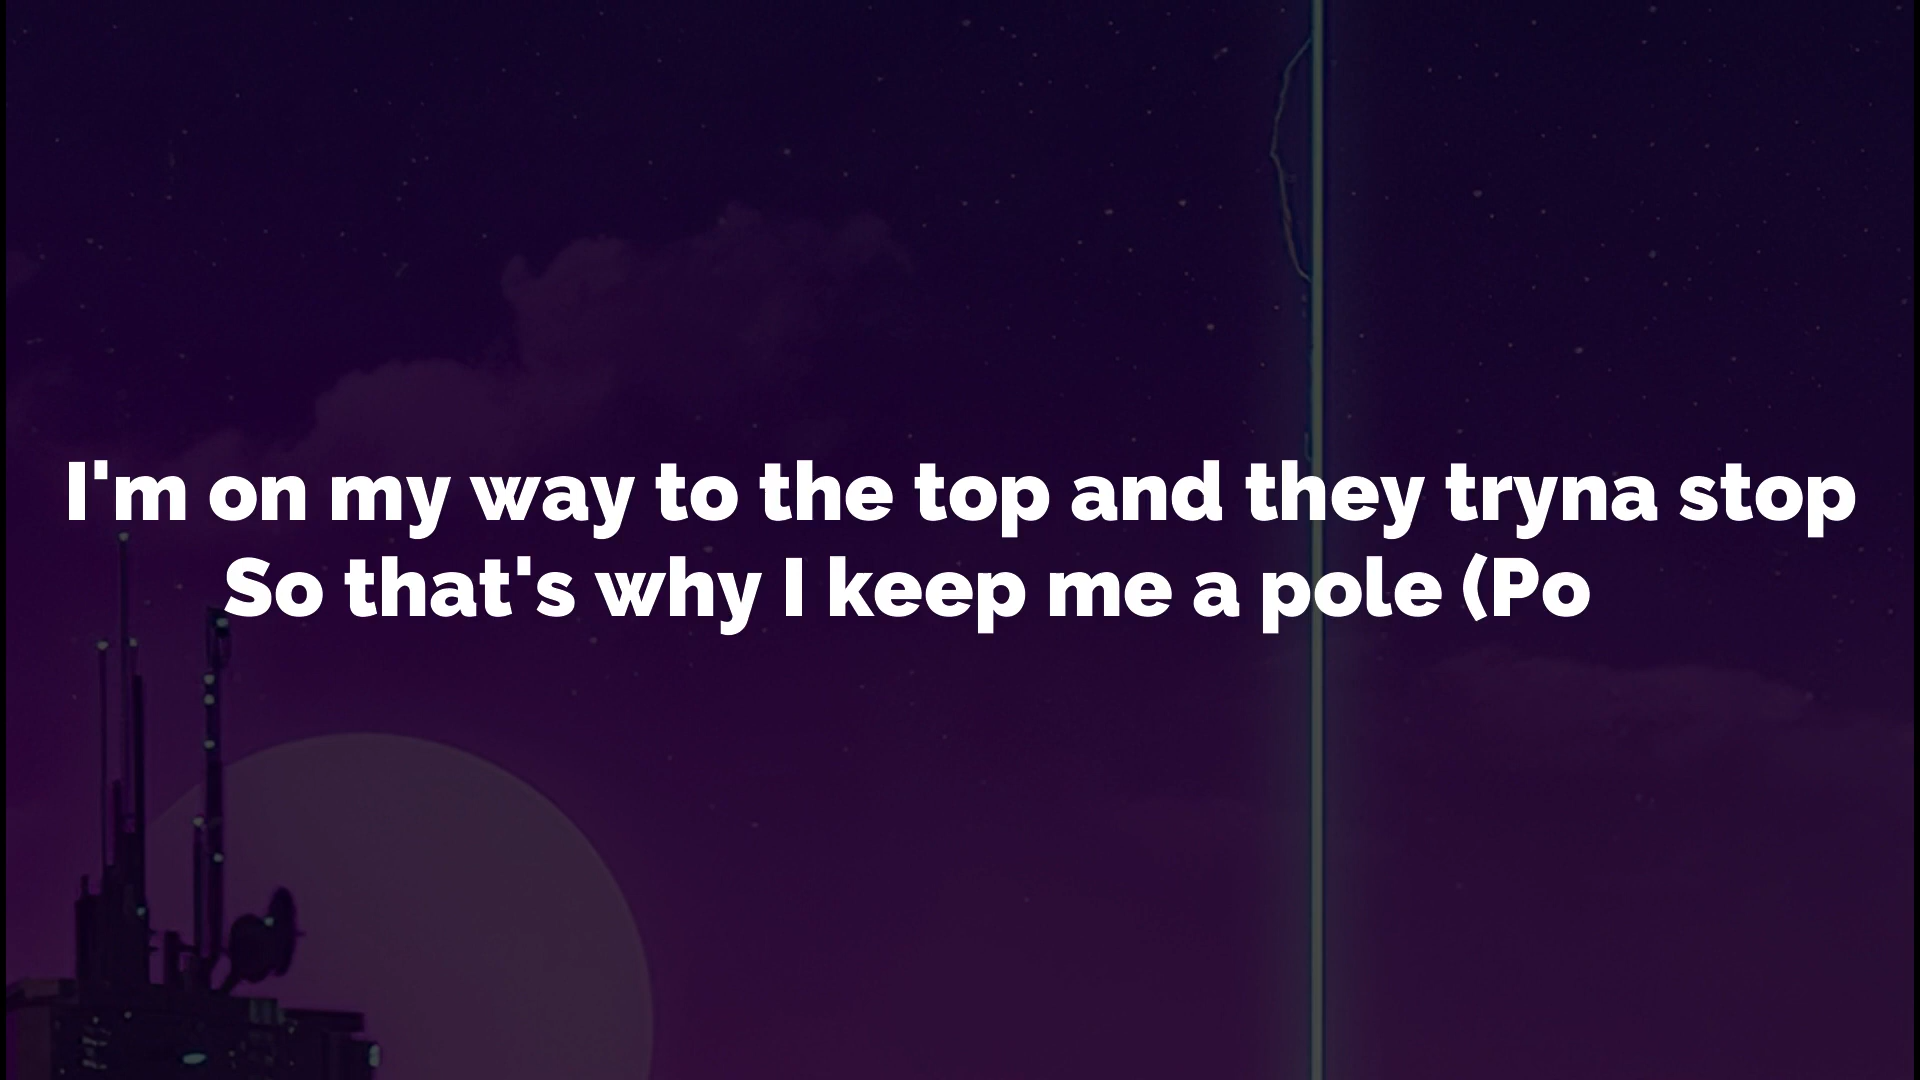 I'm on my way to the top and they tryna stop
So that's why I keep me a pole (Po